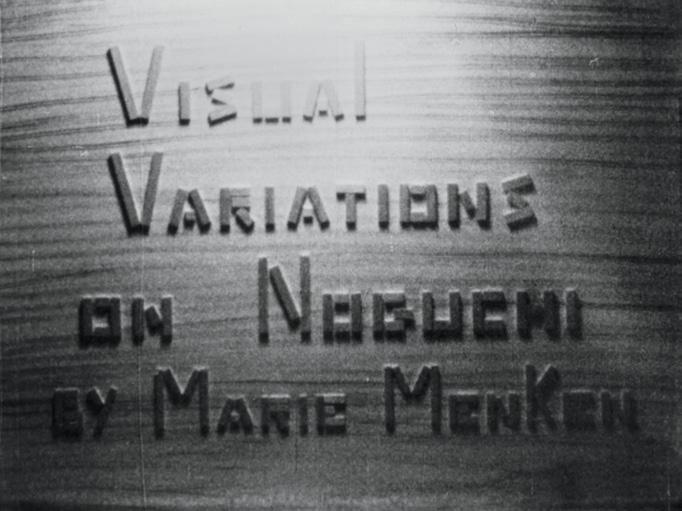 Visual
Variations
on Noguchi
by Marie Menken